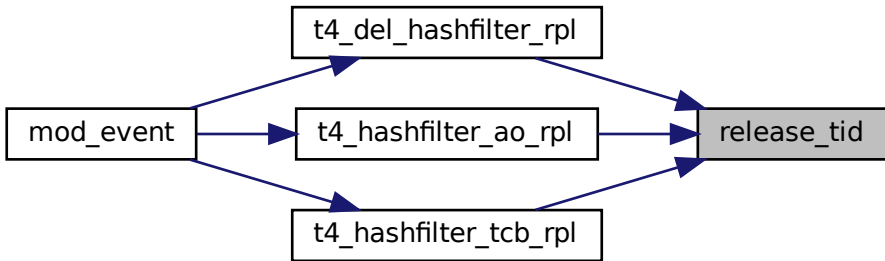 t4_del_hashfilter_rpl
mod_event
t4_hashfilter_ao_rpl
release_tid
t4_hashfilter_tcb_rpl